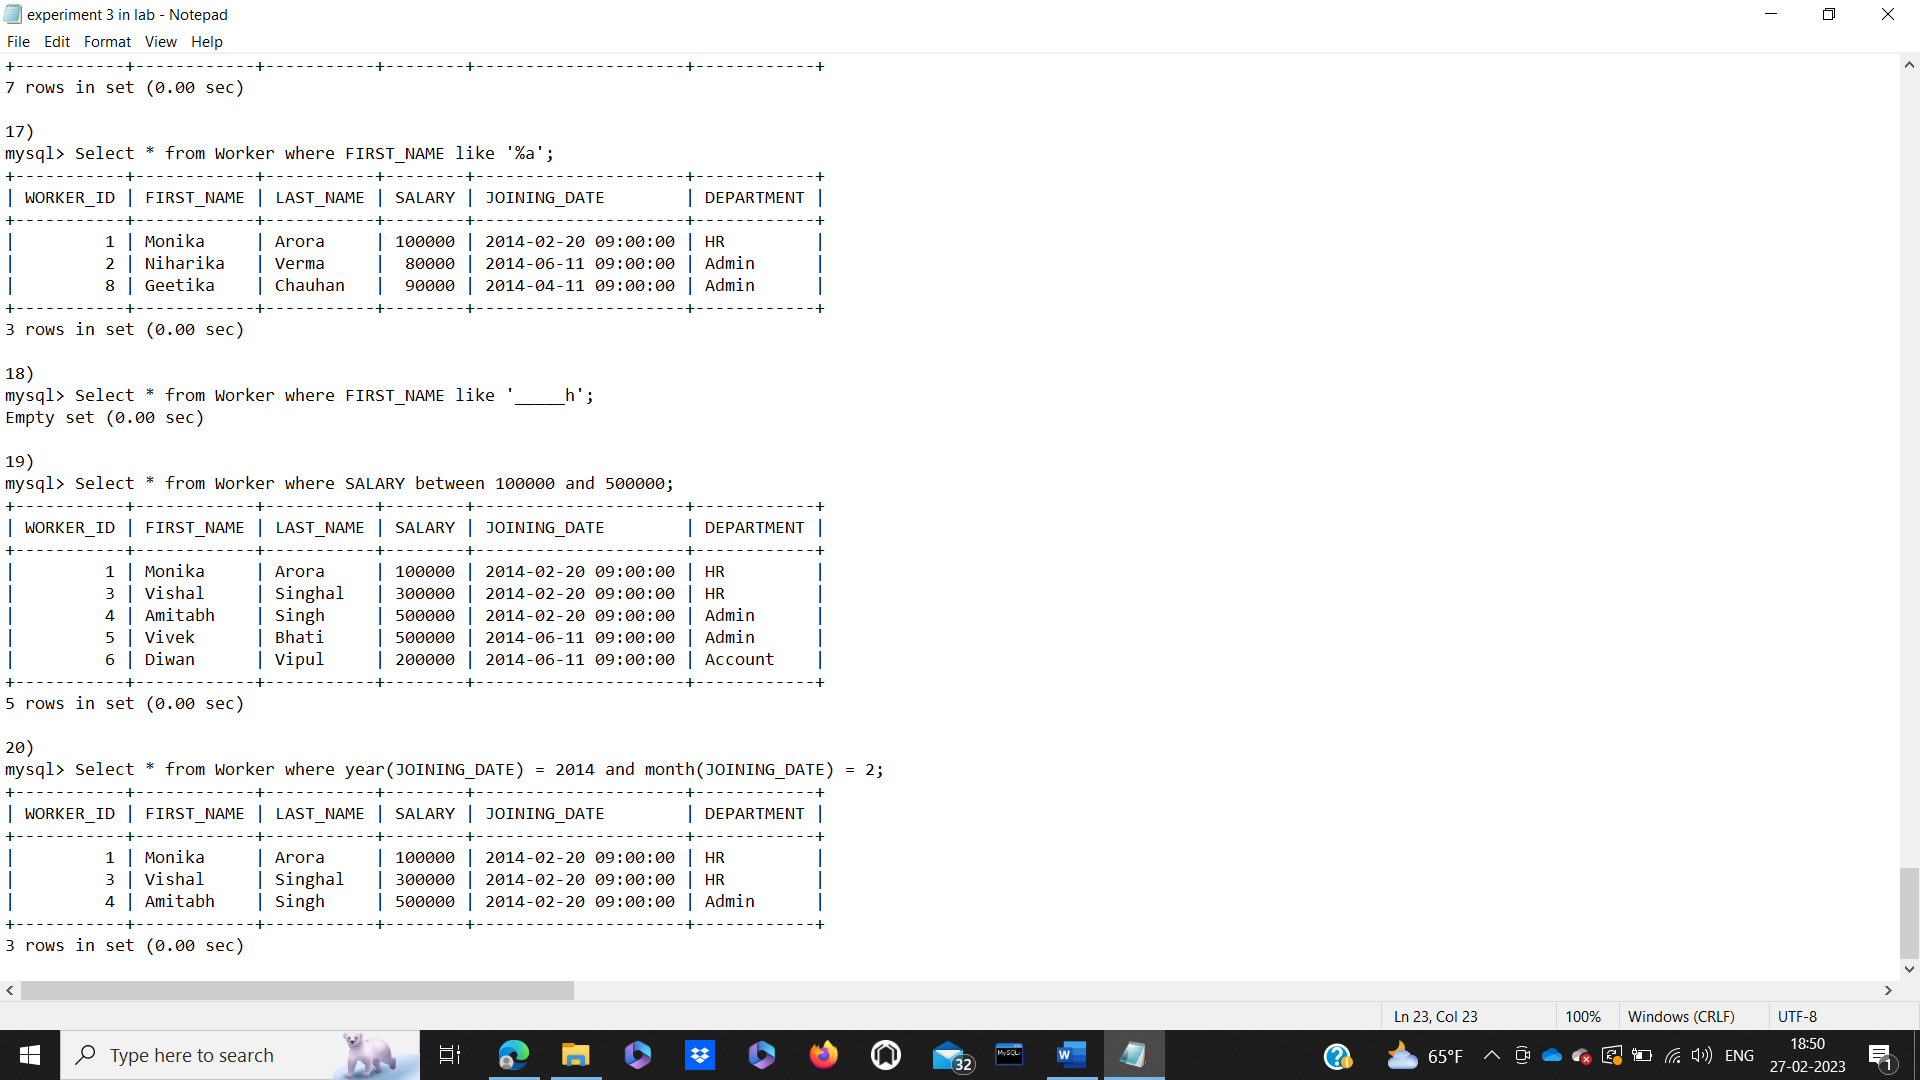 experiment 3 in lab - Notepad
File Edit Format View Help
+-----------+------------+-----------+--------+---------------------+------------+
7 rows in set (0.00 sec)
17)
mysql> Select * from Worker where FIRST_NAME like '%a';
+-----------+------------+-----------+--------+---------------------+------------+
| WORKER_ID | FIRST_NAME | LAST_NAME | SALARY | JOINING_DATE        | DEPARTMENT |
+-----------+------------+-----------+--------+---------------------+------------+
|         1 | Monika     | Arora     | 100000 | 2014-02-20 09:00:00 | HR         |
|         2 | Niharika   | Verma     |  80000 | 2014-06-11 09:00:00 | Admin      |
|         8 | Geetika    | Chauhan   |  90000 | 2014-04-11 09:00:00 | Admin      |
+-----------+------------+-----------+--------+---------------------+------------+
3 rows in set (0.00 sec)
18)
mysql> Select * from Worker where FIRST_NAME like '_____h';
Empty set (0.00 sec)
19)
mysql> Select * from Worker where SALARY between 100000 and 500000;
+-----------+------------+-----------+--------+---------------------+------------+
| WORKER_ID | FIRST_NAME | LAST_NAME | SALARY | JOINING_DATE        | DEPARTMENT |
+-----------+------------+-----------+--------+---------------------+------------+
|         1 | Monika     | Arora     | 100000 | 2014-02-20 09:00:00 | HR         |
|         3 | Vishal     | Singhal   | 300000 | 2014-02-20 09:00:00 | HR         |
|         4 | Amitabh    | Singh     | 500000 | 2014-02-20 09:00:00 | Admin      |
|         5 | Vivek      | Bhati     | 500000 | 2014-06-11 09:00:00 | Admin      |
|         6 | Diwan      | Vipul     | 200000 | 2014-06-11 09:00:00 | Account    |
+-----------+------------+-----------+--------+---------------------+------------+
5 rows in set (0.00 sec)
20)
mysql> Select * from Worker where year(JOINING_DATE) = 2014 and month(JOINING_DATE) = 2;
+-----------+------------+-----------+--------+---------------------+------------+
| WORKER_ID | FIRST_NAME | LAST_NAME | SALARY | JOINING_DATE        | DEPARTMENT |
+-----------+------------+-----------+--------+---------------------+------------+
|         1 | Monika     | Arora     | 100000 | 2014-02-20 09:00:00 | HR         |
|         3 | Vishal     | Singhal   | 300000 | 2014-02-20 09:00:00 | HR         |
|         4 | Amitabh    | Singh     | 500000 | 2014-02-20 09:00:00 | Admin      |
+-----------+------------+-----------+--------+---------------------+------------+
3 rows in set (0.00 sec)
Ln 23, Col 23 100% Windows (CRLF) UTF-8
Type here to search 32 W 65°F ENG 18:50
27-02-2023 1